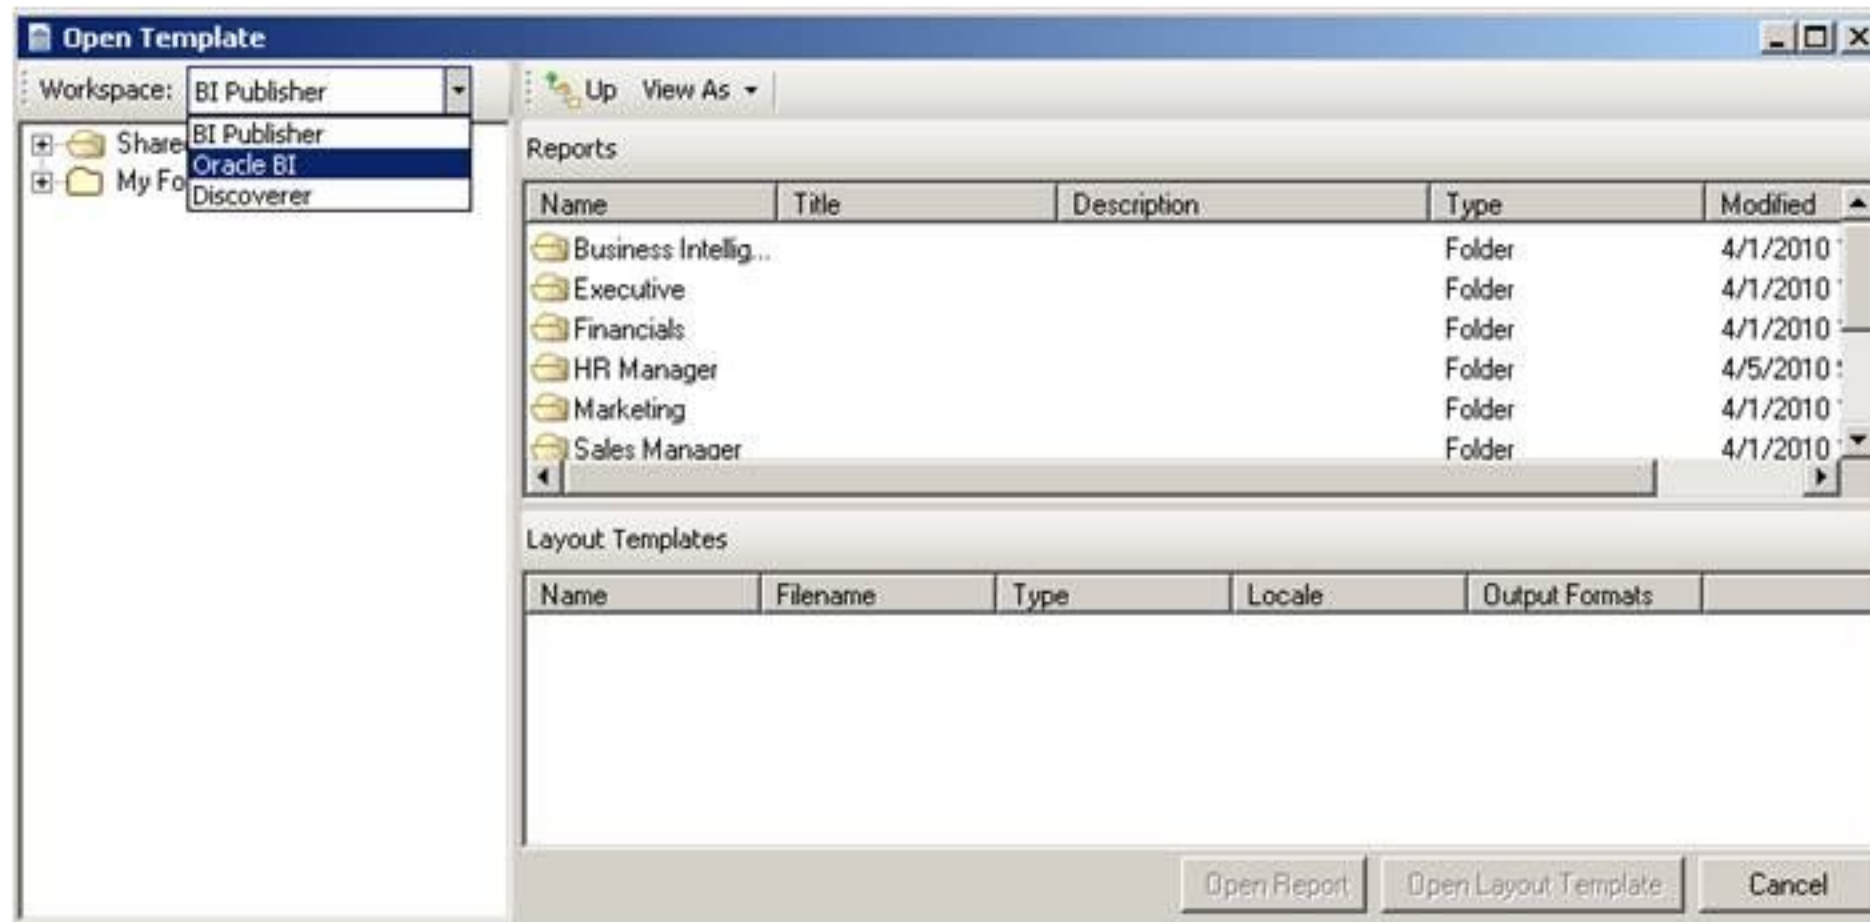 Open Template
Workspace: BI Publisher Up View As
BI Publisher
Oracle BI
Discoverer
Share
My Fo
Reports
Name Title Description Type Modified
Business Intellig... Folder 4/1/2010
Executive Folder 4/1/2010
Financials Folder 4/1/2010
HR Manager Folder 4/5/2010
Marketing Folder 4/1/2010
Sales Manager Folder 4/1/2010
Layout Templates
Name Filename Type Locale Output Formats
Open Report Open Layout Template Cancel